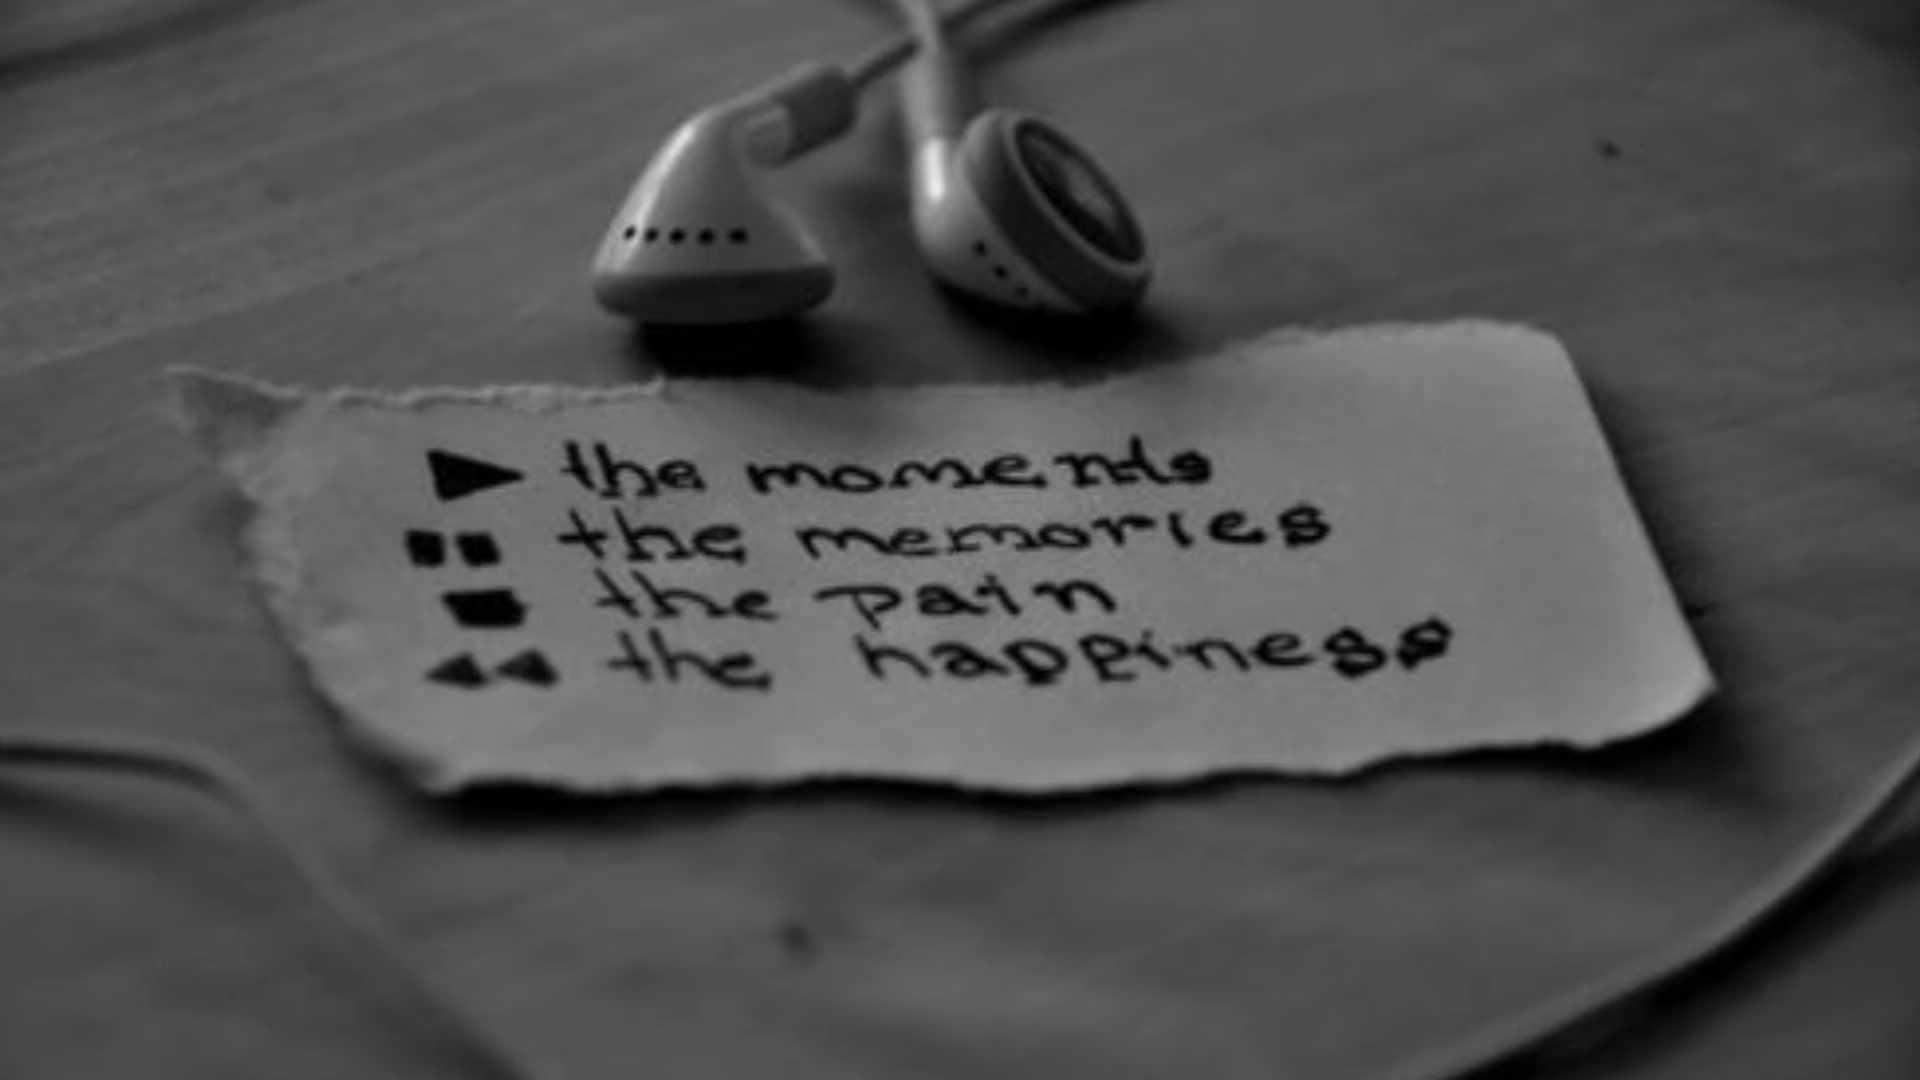 ▶ the moments
▮▮ the memories
■ the pain
◀◀ the happiness